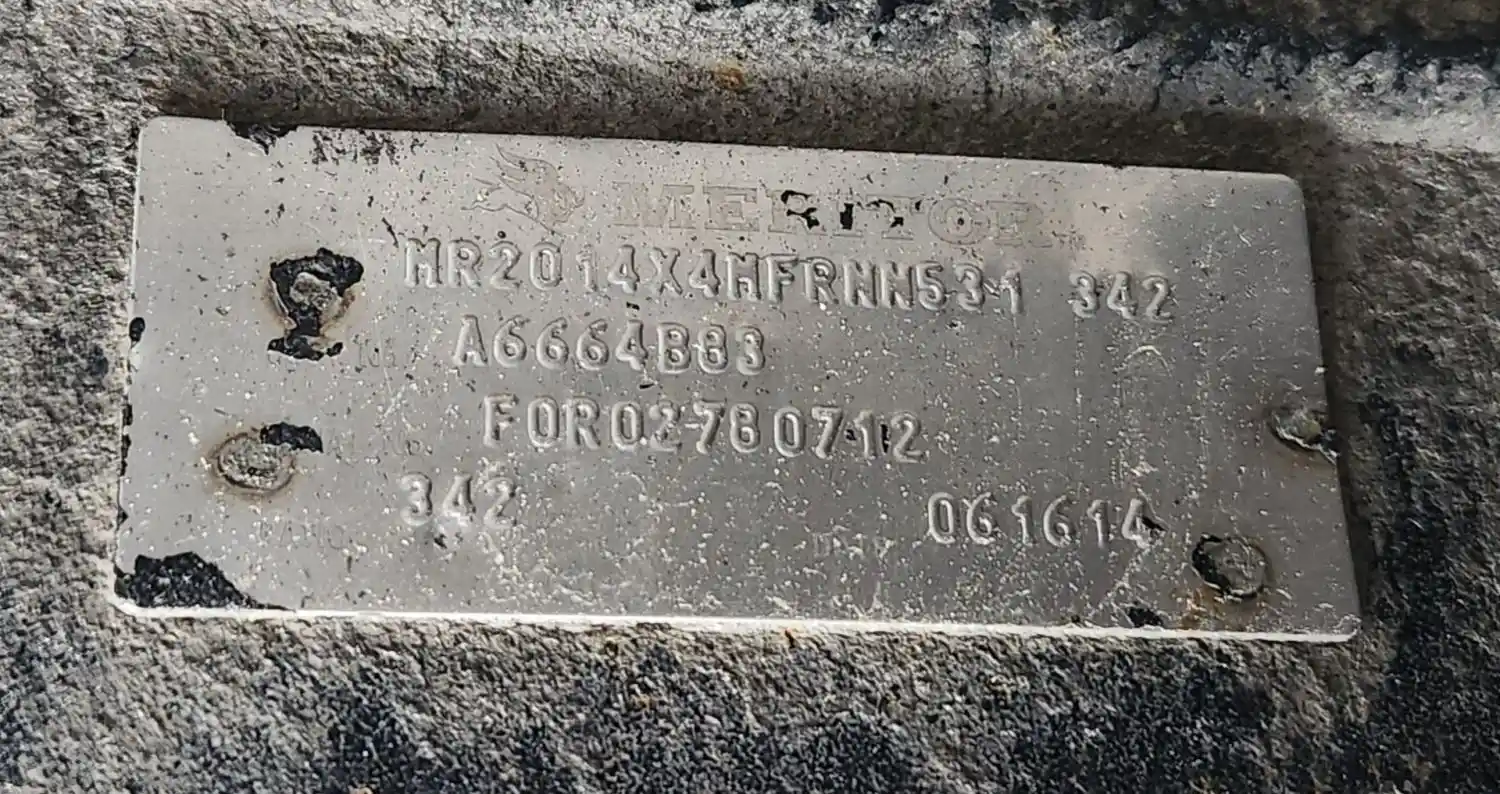 MERITOR
MR2014X4MFRNN531 342
A6664B83
FOR02780712
342 061614